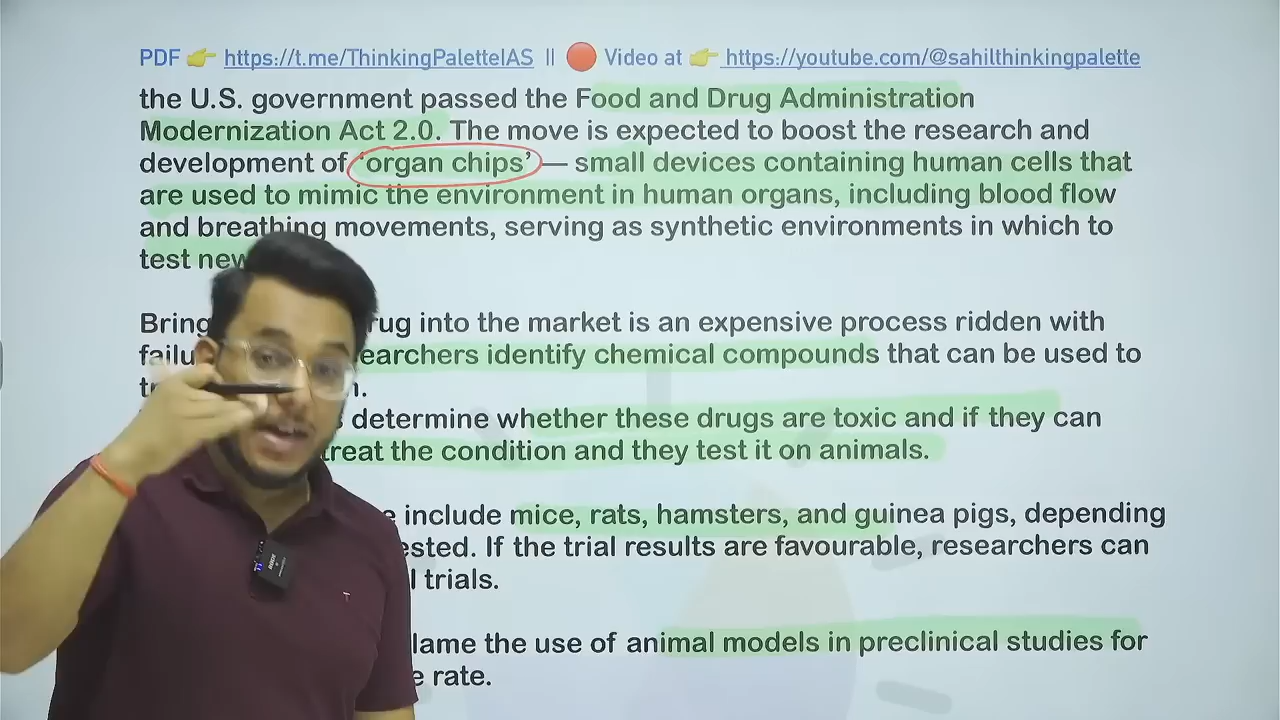 PDF 👉 https://t.me/ThinkingPaletteIAS || 🔴 Video at 👉 https://youtube.com/@sahilthinkingpalette
the U.S. government passed the Food and Drug Administration
Modernization Act 2.0. The move is expected to boost the research and
development of ‘organ chips’ — small devices containing human cells that
are used to mimic the environment in human organs, including blood flow
and breathing movements, serving as synthetic environments in which to
test new
into the market is an expensive process ridden with
identify chemical compounds that can be used to
determine whether these drugs are toxic and if they can
treat the condition and they test it on animals.
include mice, rats, hamsters, and guinea pigs, depending
If the trial results are favourable, researchers can
trials.
the use of animal models in preclinical studies for
rate.